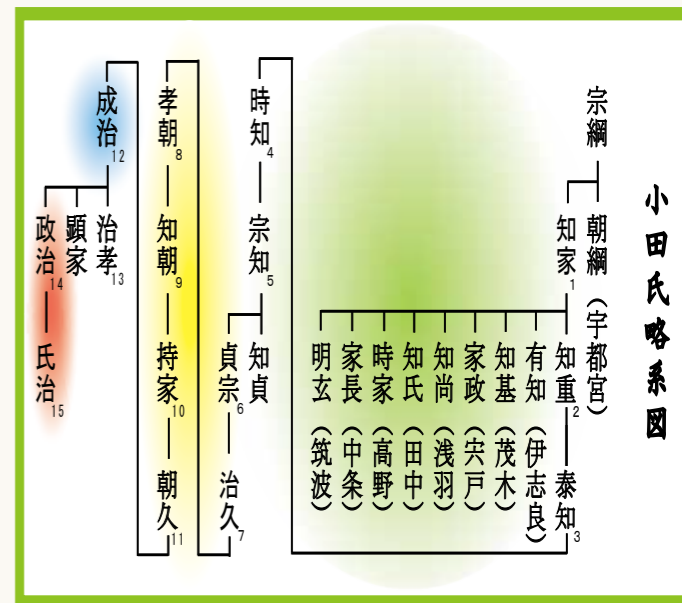 小田氏略系図
宗綱
朝綱（宇都宮）
知家1
知重2
泰知3
有知（伊志良）
知基（茂木）
家政（宍戸）
知尚（浅羽）
知氏（田中）
時家（高野）
家長（中条）
明玄（筑波）
時知4
宗知5
知貞
貞宗6
治久7
孝朝8
知朝9
持家10
朝久11
成治12
治孝13
顕家
政治14
氏治15